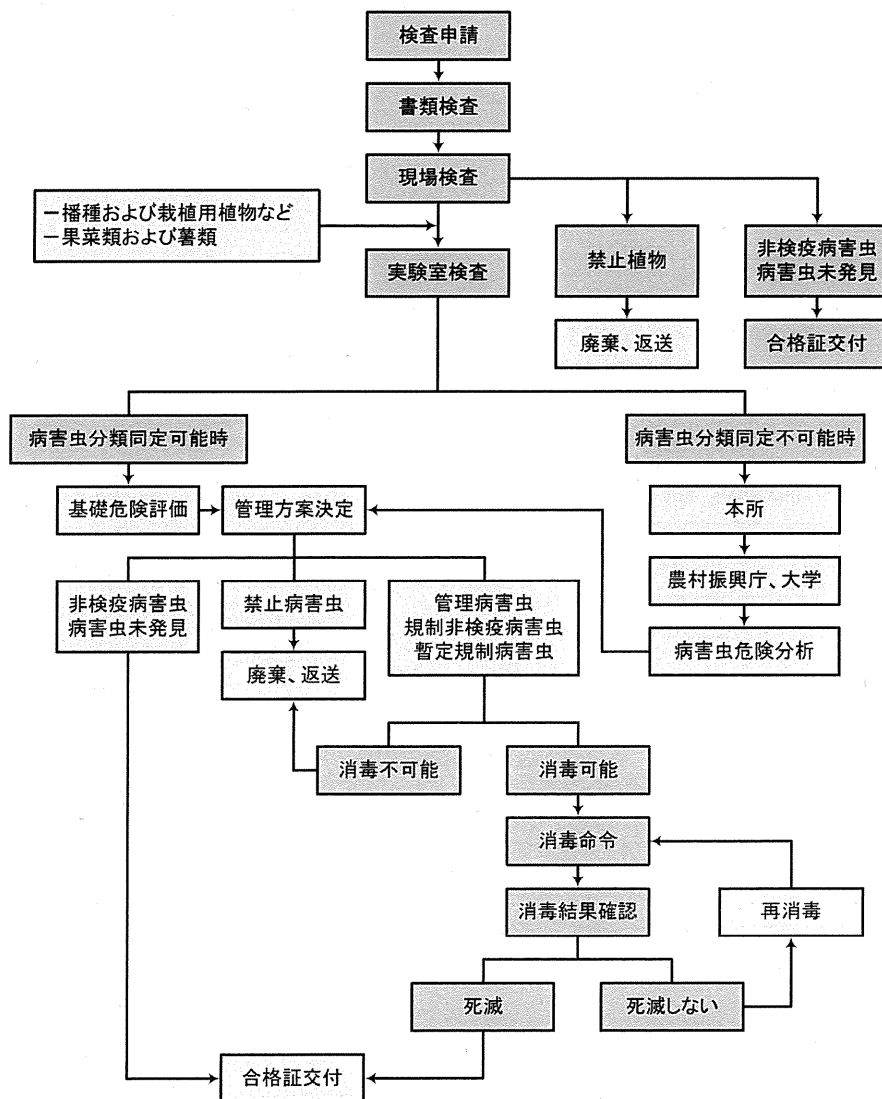 検査申請
書類検査
現場検査
ー播種および栽植用植物など
ー果菜類および薯類
禁止植物
非検疫病害虫
病害虫未発見
実験室検査
廃棄、返送
合格証交付
病害虫分類同定可能時
病害虫分類同定不可能時
基礎危険評価
管理方案決定
本所
非検疫病害虫
病害虫未発見
禁止病害虫
管理病害虫
規制非検疫病害虫
暫定規制病害虫
農村振興庁、大学
廃棄、返送
病害虫危険分析
消毒不可能
消毒可能
消毒命令
消毒結果確認
再消毒
死滅
死滅しない
合格証交付